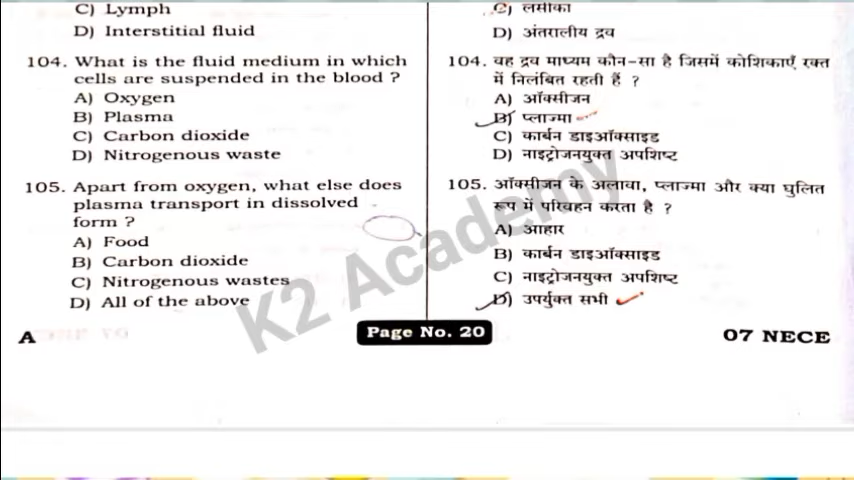 C) Lymph
D) Interstitial fluid
104. What is the fluid medium in which
cells are suspended in the blood ?
A) Oxygen
B) Plasma
C) Carbon dioxide
D) Nitrogenous waste
105. Apart from oxygen, what else does
plasma transport in dissolved
form ?
A) Food
B) Carbon dioxide
C) Nitrogenous wastes
D) All of the above
C) लसीका
D) अंतरालीय द्रव
104. वह द्रव माध्यम कौन-सा है जिसमें कोशिकाएँ रक्त
में निलंबित रहती हैं ?
A) ऑक्सीजन
B) प्लाज्मा
C) कार्बन डाइऑक्साइड
D) नाइट्रोजनयुक्त अपशिष्ट
105. ऑक्सीजन के अलावा, प्लाज्मा और क्या घुलित
रूप में परिवहन करता है ?
A) आहार
B) कार्बन डाइऑक्साइड
C) नाइट्रोजनयुक्त अपशिष्ट
D) उपर्युक्त सभी
K2 Academy
A
Page No. 20
07 NECE